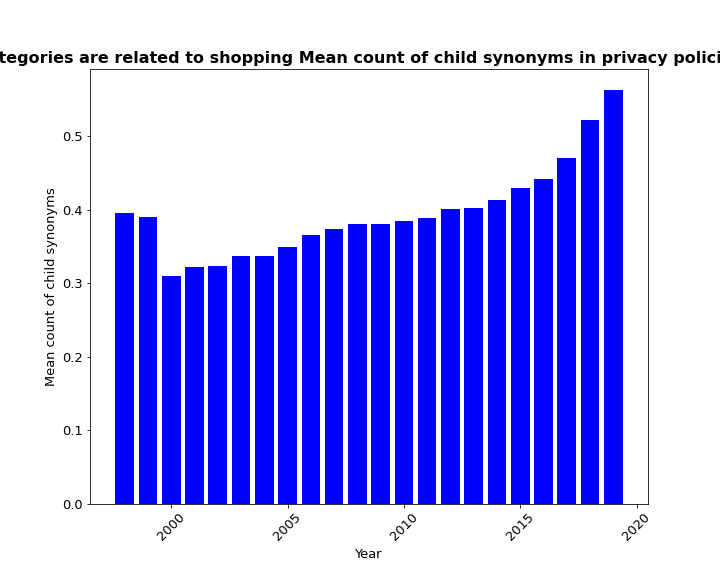 tegories are related to shopping Mean count of child synonyms in privacy polici
0.5
0.4
0.3
0.2
0.1
0.0
Mean count of child synonyms
2000 2005 2010 2015 2020
Year